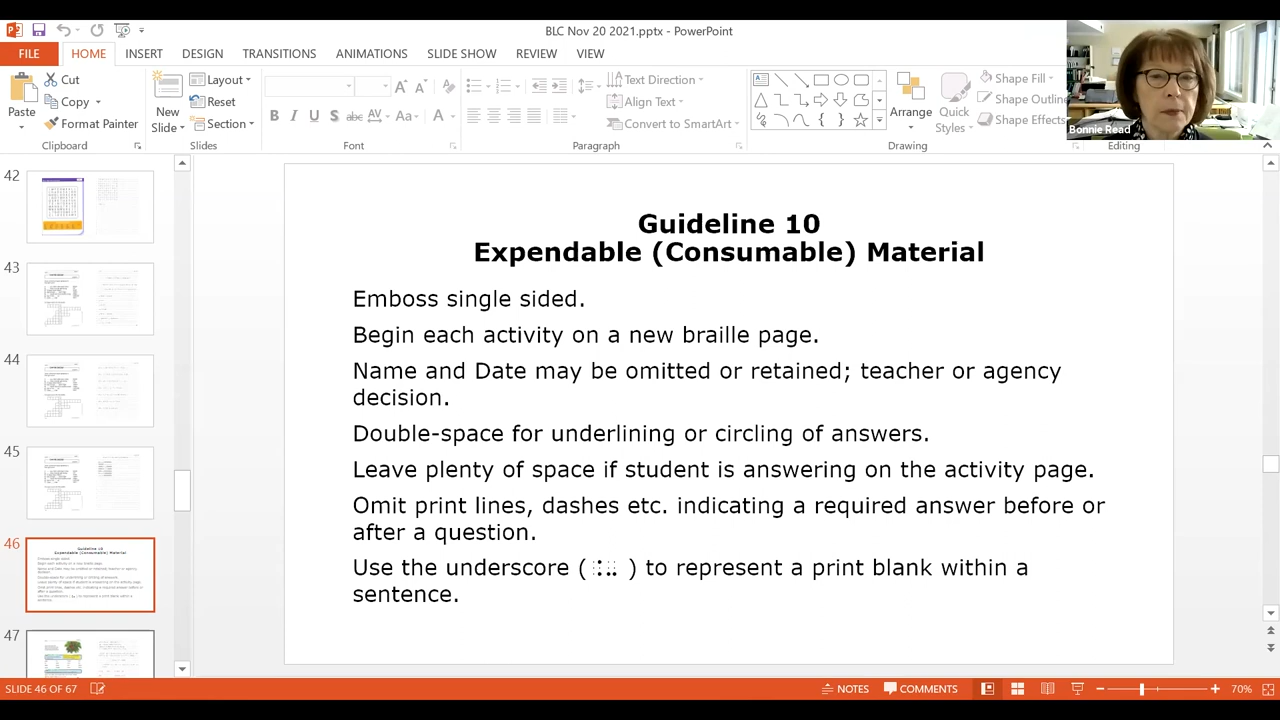 BLC Nov 20 2021.pptx - PowerPoint
FILE HOME INSERT DESIGN TRANSITIONS ANIMATIONS SLIDE SHOW REVIEW VIEW
Paste
Cut
Copy
Format Painter
Clipboard
New Slide
Layout
Reset
Section
Slides
B I U S abc AV Aa A
Font
Text Direction
Align Text
Convert to SmartArt
Paragraph
Arrange
Quick Styles
Shape Fill
Shape Outline
Shape Effects
Drawing
Editing
Bonnie Read
42
43
44
45
46
47
Guideline 10
Expendable (Consumable) Material
Emboss single sided.
Begin each activity on a new braille page.
Name and Date may be omitted or retained; teacher or agency
decision.
Double-space for underlining or circling of answers.
Leave plenty of space if student is answering on the activity page.
Omit print lines, dashes etc. indicating a required answer before or
after a question.
Use the underscore ( ⠨⠤ ) to represent a print blank within a
sentence.
SLIDE 46 OF 67
NOTES COMMENTS 70%